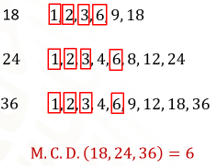 18 1, 2, 3, 6 9, 18
24 1, 2, 3, 4, 6, 8, 12, 24
36 1, 2, 3 4, 6, 9, 12, 18, 36
M. C. D. (18, 24, 36) = 6